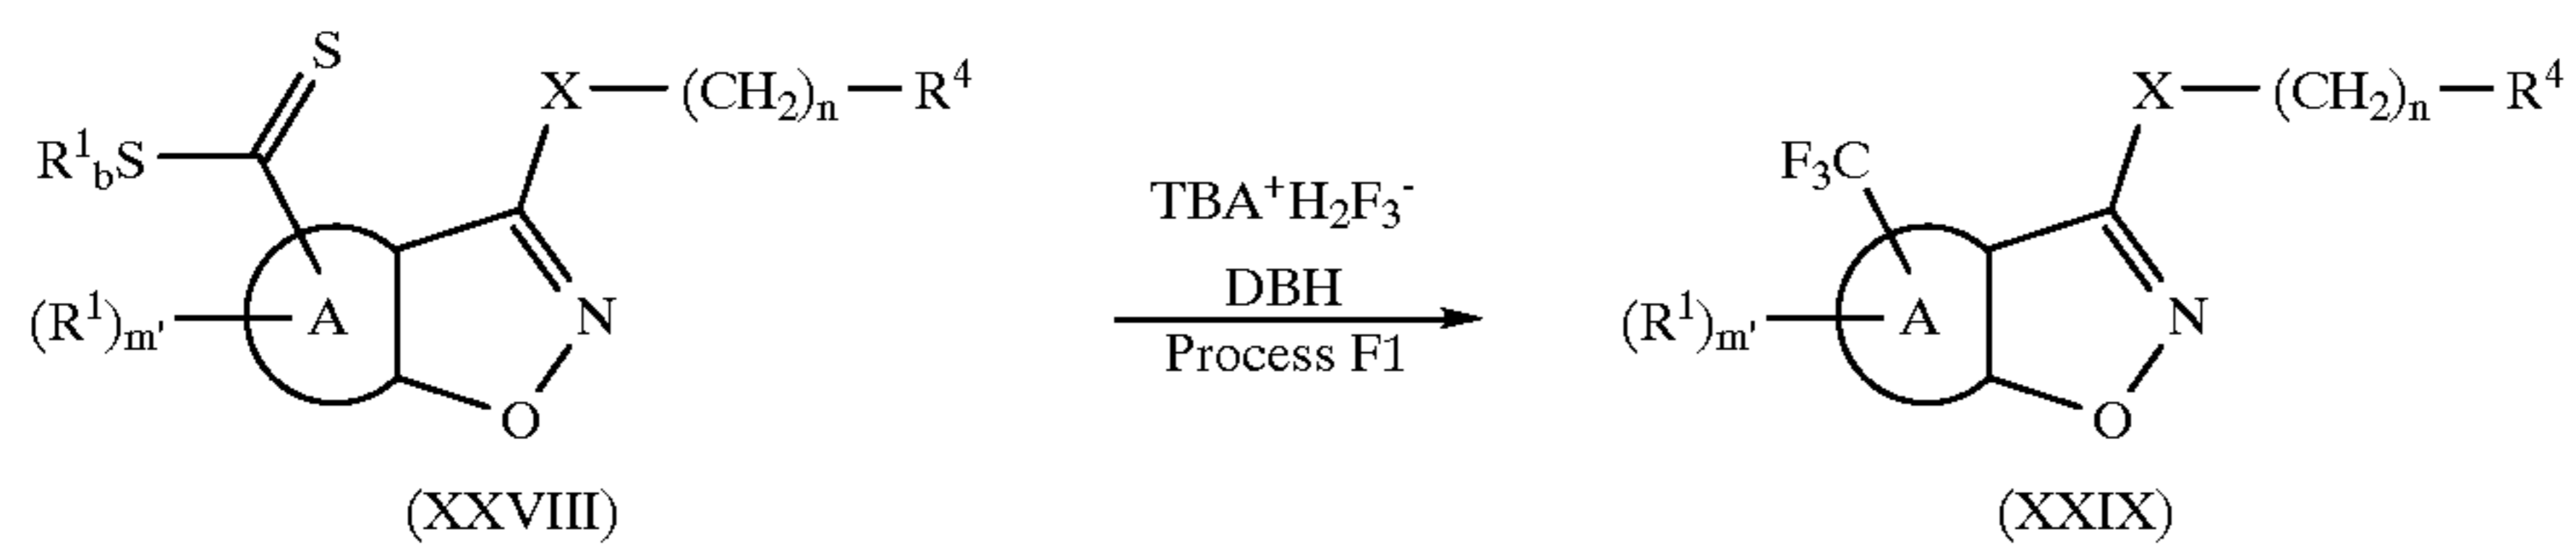 S
X—(CH₂)ₙ—R⁴
R¹bS
(R¹)m'
A
N
O
(XXVIII)
TBA⁺H₂F₃⁻
DBH
Process F1
X—(CH₂)ₙ—R⁴
F₃C
(R¹)m'
A
N
O
(XXIX)